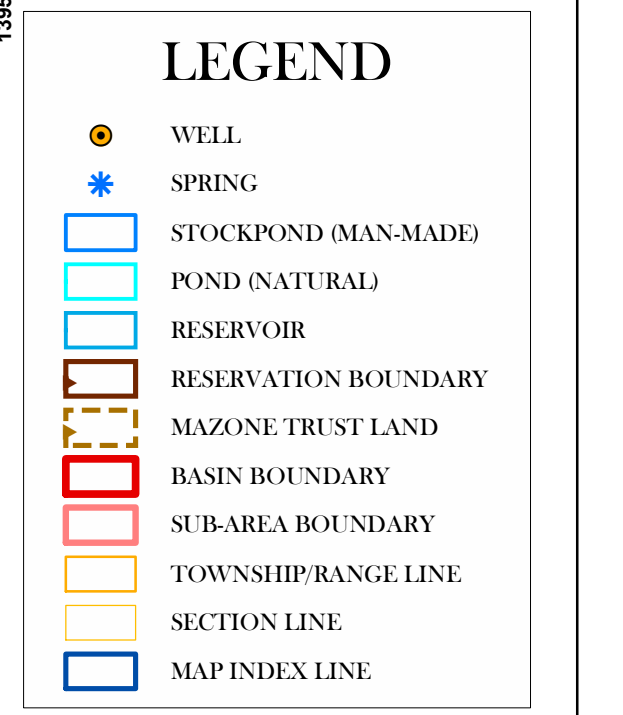 1395
LEGEND
WELL
SPRING
STOCKPOND (MAN-MADE)
POND (NATURAL)
RESERVOIR
RESERVATION BOUNDARY
MAZONE TRUST LAND
BASIN BOUNDARY
SUB-AREA BOUNDARY
TOWNSHIP/RANGE LINE
SECTION LINE
MAP INDEX LINE